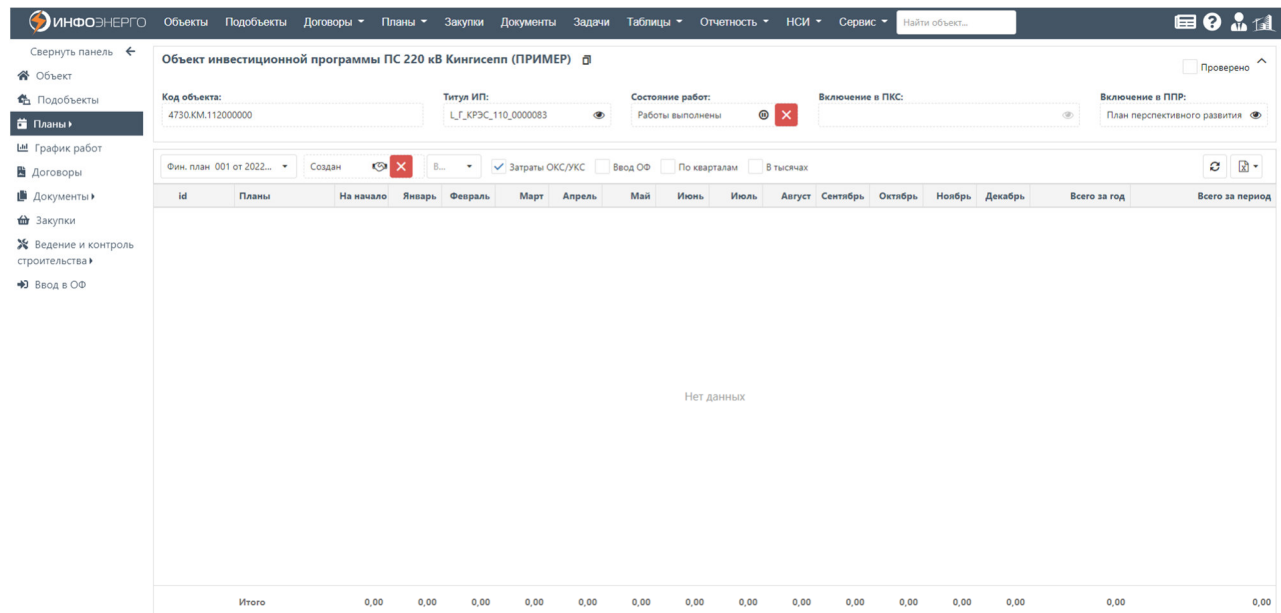 ИНФОЭНЕРГО Объекты Подобъекты Договоры Планы Закупки Документы Задачи Таблицы Отчетность НСИ Сервис Найти объект...
Свернуть панель
Объект
Подобъекты
Планы
График работ
Договоры
Документы
Закупки
Ведение и контроль
строительства
Ввод в ОФ
Объект инвестиционной программы ПС 220 кВ Кингисепп (ПРИМЕР)
Проверено
Код объекта: Титул ИП: Состояние работ: Включение в ПКС: Включение в ППР:
4730.КМ.112000000 L_Г_КРЭС_110_0000083 Работы выполнены План перспективного развития
Фин. план 001 от 2022... Создан В... Затраты ОКС/УКС Ввод ОФ По кварталам В тысячах
id Планы На начало Январь Февраль Март Апрель Май Июнь Июль Август Сентябрь Октябрь Ноябрь Декабрь Всего за год Всего за период
Нет данных
Итого 0,00 0,00 0,00 0,00 0,00 0,00 0,00 0,00 0,00 0,00 0,00 0,00 0,00 0,00 0,00